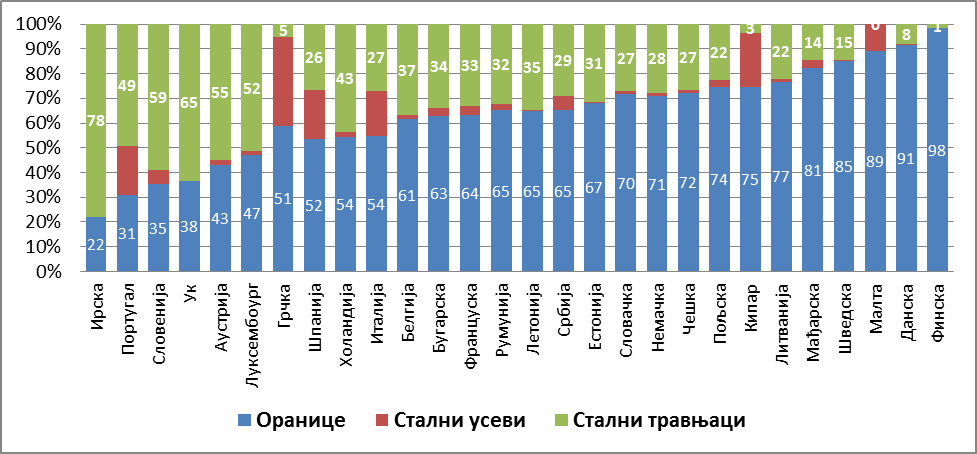 100%
90%
80%
70%
60%
50%
40%
30%
20%
10%
0%
78 49 59 65 55 52 5 26 43 27 37 34 33 32 35 29 31 27 28 27 22 3 22 14 15 0 8 1
22 31 35 38 43 47 51 52 54 54 61 63 64 65 65 65 67 70 71 72 74 75 77 81 85 89 91 98
Ирска
Португал
Словенија
Ук
Аустрија
Луксембоург
Грчка
Шпанија
Холандија
Италија
Белгија
Бугарска
Француска
Румунија
Летонија
Србија
Естонија
Словачка
Немачка
Чешка
Пољска
Кипар
Литванија
Мађарска
Шведска
Малта
Данска
Финска
Оранице Стални усеви Стални травњаци